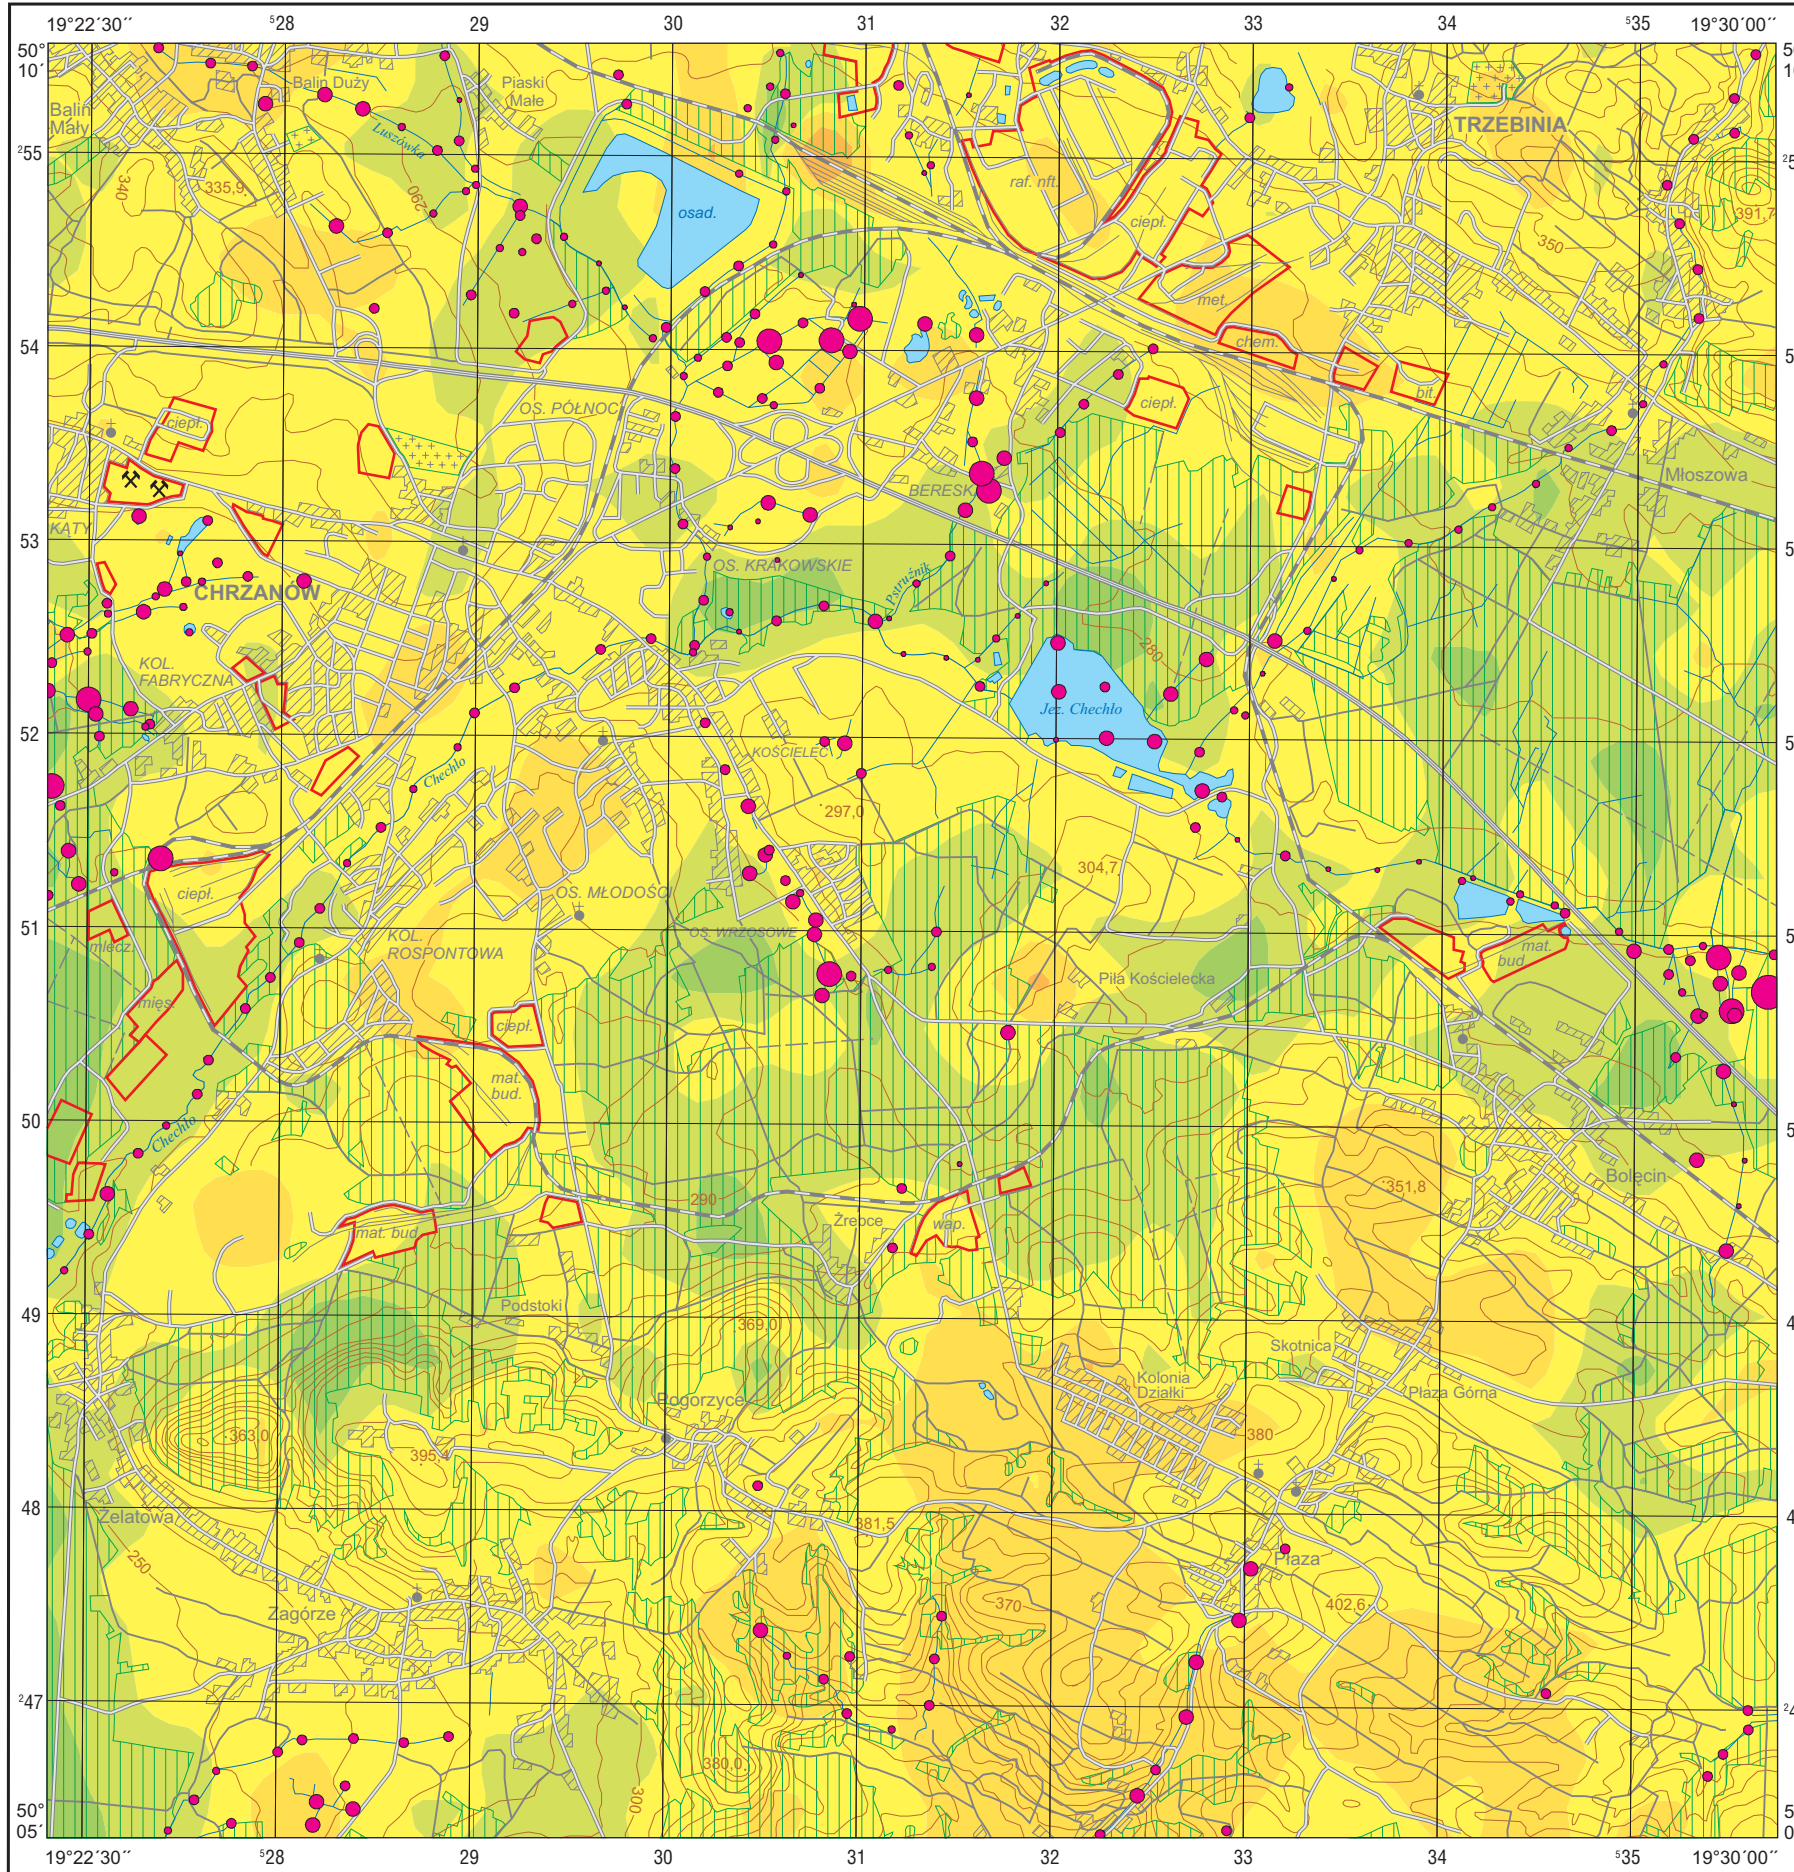 19°22´30´´ ⁵28 29 30 31 32 33 34 ⁵35 19°30´00´´
50°
10´
Balin Duży
Piaski
Małe
Balin
Mały
TRZEBINIA
Luszówka
²55
340
335,9
290
raf. nft.
osad.
ciepł.
391,7
350
met.
54
chem.
bit.
ciepł.
OS. PÓŁNOC
ciepł.
Młoszowa
BERESKA
KĄTY
53
OS. KRAKOWSKIE
Pstrużnik
CHRZANÓW
280
KOL.
FABRYCZNA
Jez. Chechło
52
KOŚCIELEC
Chechło
297,0
304,7
ciepł.
OS. MŁODOŚCI
51
OS. WRZOSOWE
KOL.
ROSPONTOWA
mlecz.
mat.
bud
Piła Kościelecka
mięs.
ciepł.
mat.
bud.
50
Chechło
Bolęcin
351,8
290
Żrebce
wap.
mat. bud
49
Podstoki
369,0
Skotnica
Kolonia
Działki
Płaza Górna
Pogorzyce
363,0
380
395,4
48
Żelatowa
381,5
250
Płaza
Zagórze
370
402,6
²47
380,0
300
50°
05´
19°22´30´´ ⁵28 29 30 31 32 33 34 ⁵35 19°30´00´´